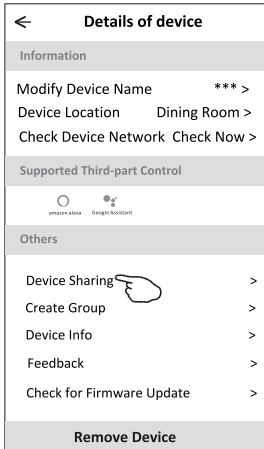 ← Details of device
Information
Modify Device Name *** >
Device Location Dining Room >
Check Device Network Check Now >
Supported Third-part Control
amazon alexa Google Assistant
Others
Device Sharing >
Create Group >
Device Info >
Feedback >
Check for Firmware Update >
Remove Device